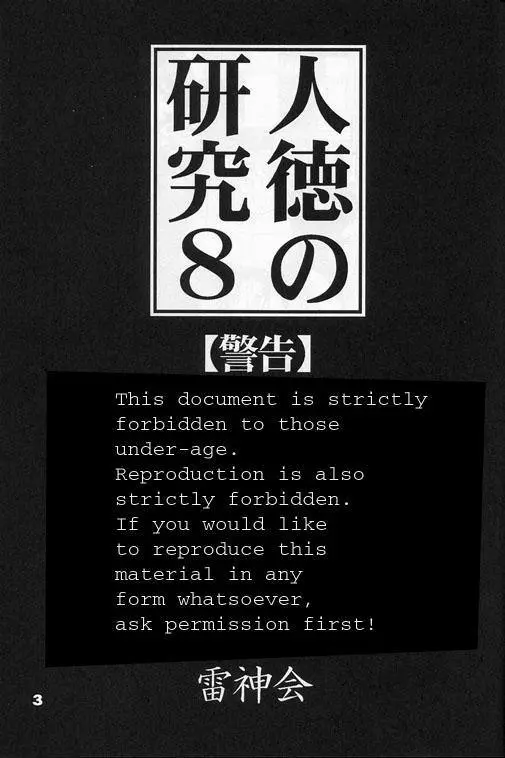 人徳の
研究8
【警告】
This document is strictly
forbidden to those
under-age.
Reproduction is also
strictly forbidden.
If you would like
to reproduce this
material in any
form whatsoever,
ask permission first!
雷神会
3